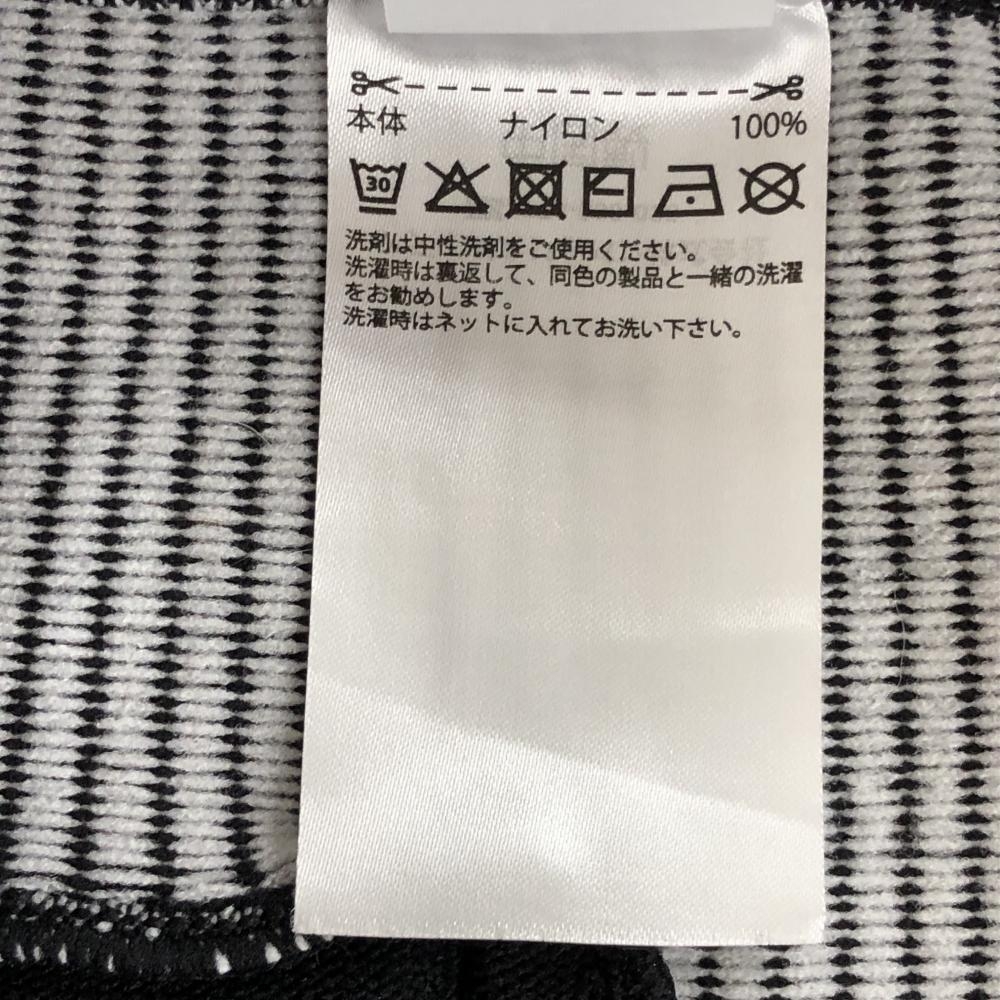 本体 ナイロン 100%
30
洗剤は中性洗剤をご使用ください。
洗濯時は裏返して、同色の製品と一緒の洗濯
をお勧めします。
洗濯時はネットに入れてお洗い下さい。